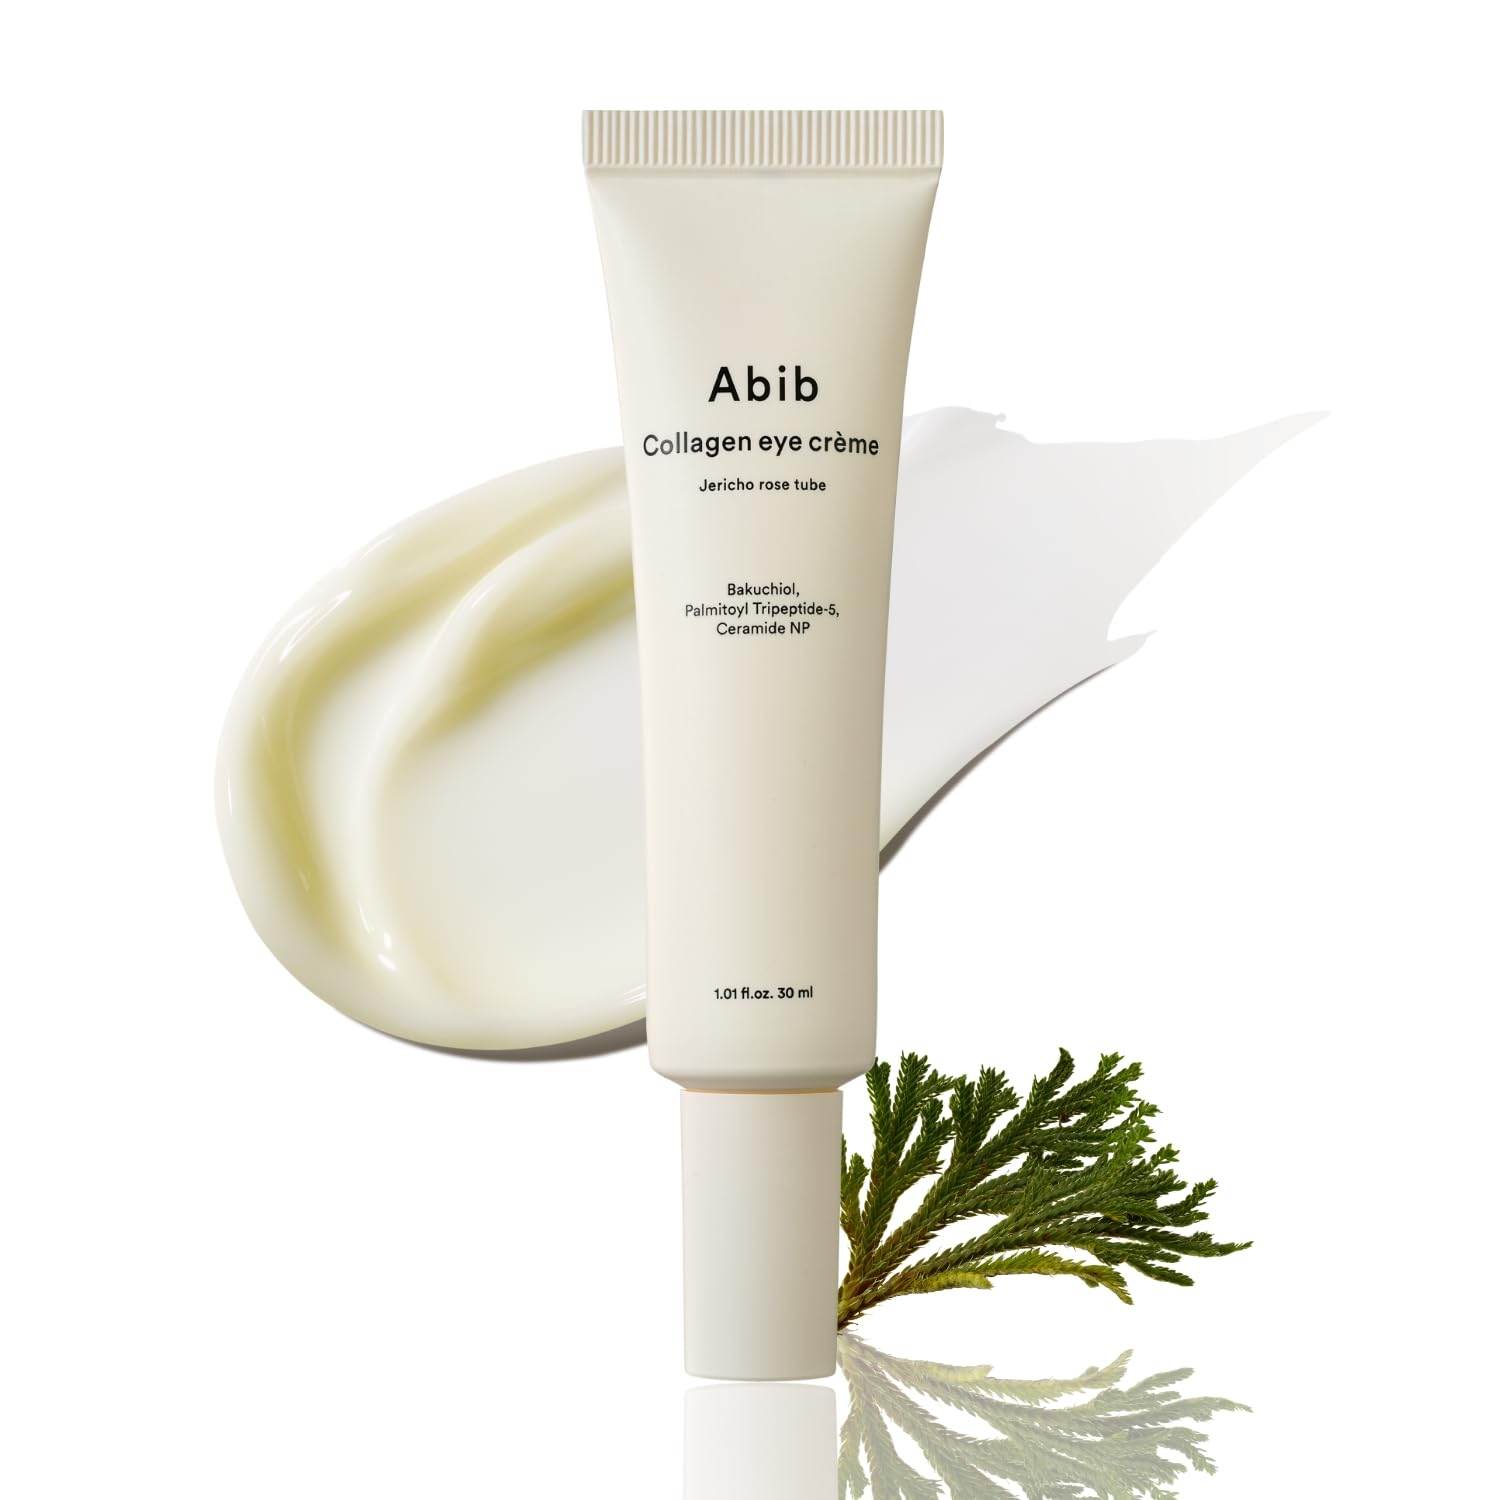 Abib
Collagen eye crème
Jericho rose tube
Bakuchiol,
Palmitoyl Tripeptide-5,
Ceramide NP
1.01 fl.oz. 30 ml